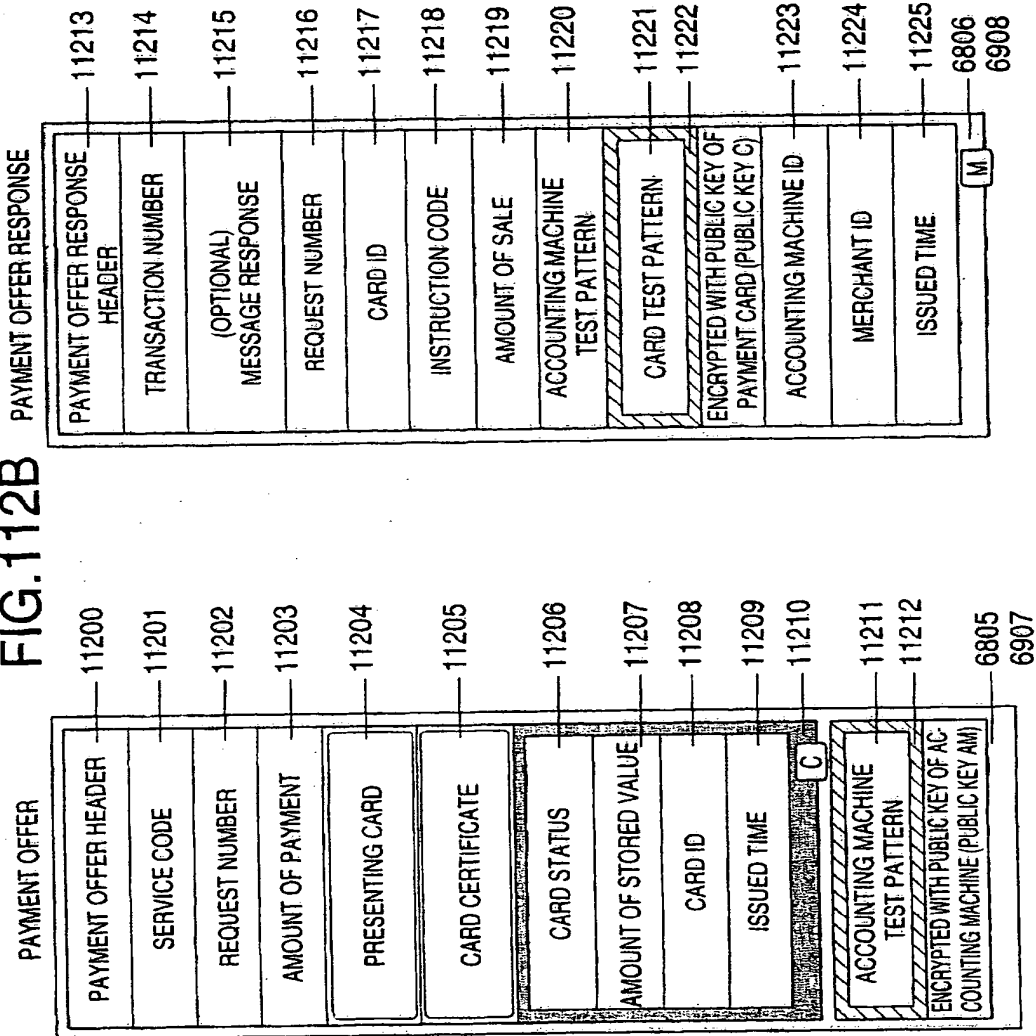 FIG.112B
PAYMENT OFFER
PAYMENT OFFER HEADER
11200
SERVICE CODE
11201
REQUEST NUMBER
11202
AMOUNT OF PAYMENT
11203
PRESENTING CARD
11204
CARD CERTIFICATE
11205
CARD STATUS
11206
AMOUNT OF STORED VALUE
11207
CARD ID
11208
ISSUED TIME
11209
11210
C
ACCOUNTING MACHINE
TEST PATTERN
11211
11212
ENCRYPTED WITH PUBLIC KEY OF AC-
COUNTING MACHINE (PUBLIC KEY AM)
6805
6907
PAYMENT OFFER RESPONSE
PAYMENT OFFER RESPONSE
HEADER
11213
TRANSACTION NUMBER
11214
(OPTIONAL)
MESSAGE RESPONSE
11215
REQUEST NUMBER
11216
CARD ID
11217
INSTRUCTION CODE
11218
AMOUNT OF SALE
11219
ACCOUNTING MACHINE
TEST PATTERN
11220
CARD TEST PATTERN
11221
11222
ENCRYPTED WITH PUBLIC KEY OF
PAYMENT CARD (PUBLIC KEY C)
ACCOUNTING MACHINE ID
11223
MERCHANT ID
11224
ISSUED TIME
11225
M
6806
6908